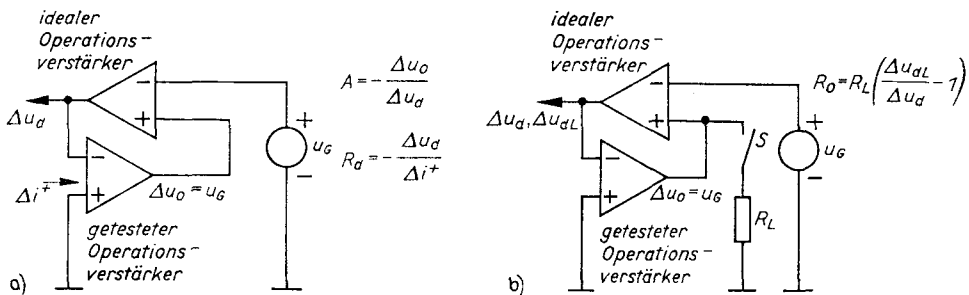 idealer
Operations-
verstärker
−
+
Δu_d
−
+
Δi⁺
Δu_o = u_G
getesteter
Operations-
verstärker
+
u_G
−
A = − Δu_o / Δu_d
R_d = − Δu_d / Δi⁺
a)
idealer
Operations-
verstärker
−
+
Δu_d, Δu_dL
−
+
Δu_o = u_G
getesteter
Operations-
verstärker
S
R_L
+
u_G
−
R_o = R_L (Δu_dL / Δu_d − 1)
b)